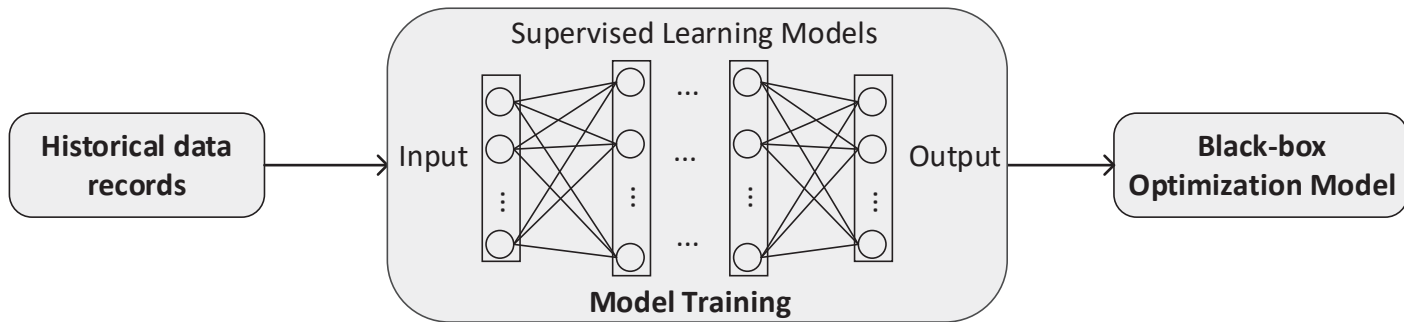 Supervised Learning Models
Historical data
records
Input
...
...
...
Output
Black-box
Optimization Model
Model Training